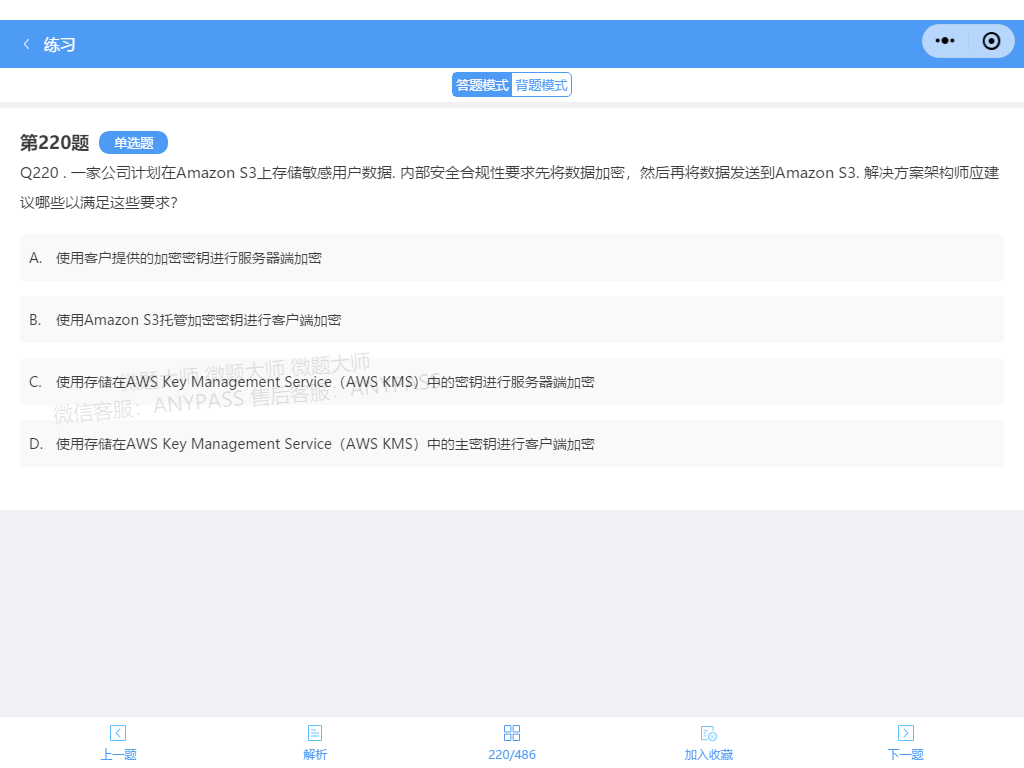 练习
答题模式 背题模式
第220题 单选题
Q220 . 一家公司计划在Amazon S3上存储敏感用户数据. 内部安全合规性要求先将数据加密，然后再将数据发送到Amazon S3. 解决方案架构师应建
议哪些以满足这些要求?
A. 使用客户提供的加密密钥进行服务器端加密
B. 使用Amazon S3托管加密密钥进行客户端加密
微题大师 微题大师 微题大师
C. 使用存储在AWS Key Management Service（AWS KMS）中的密钥进行服务器端加密
微信客服：ANYPASS 售后客服：ANYPASS
D. 使用存储在AWS Key Management Service（AWS KMS）中的主密钥进行客户端加密
上一题 解析 220/486 加入收藏 下一题